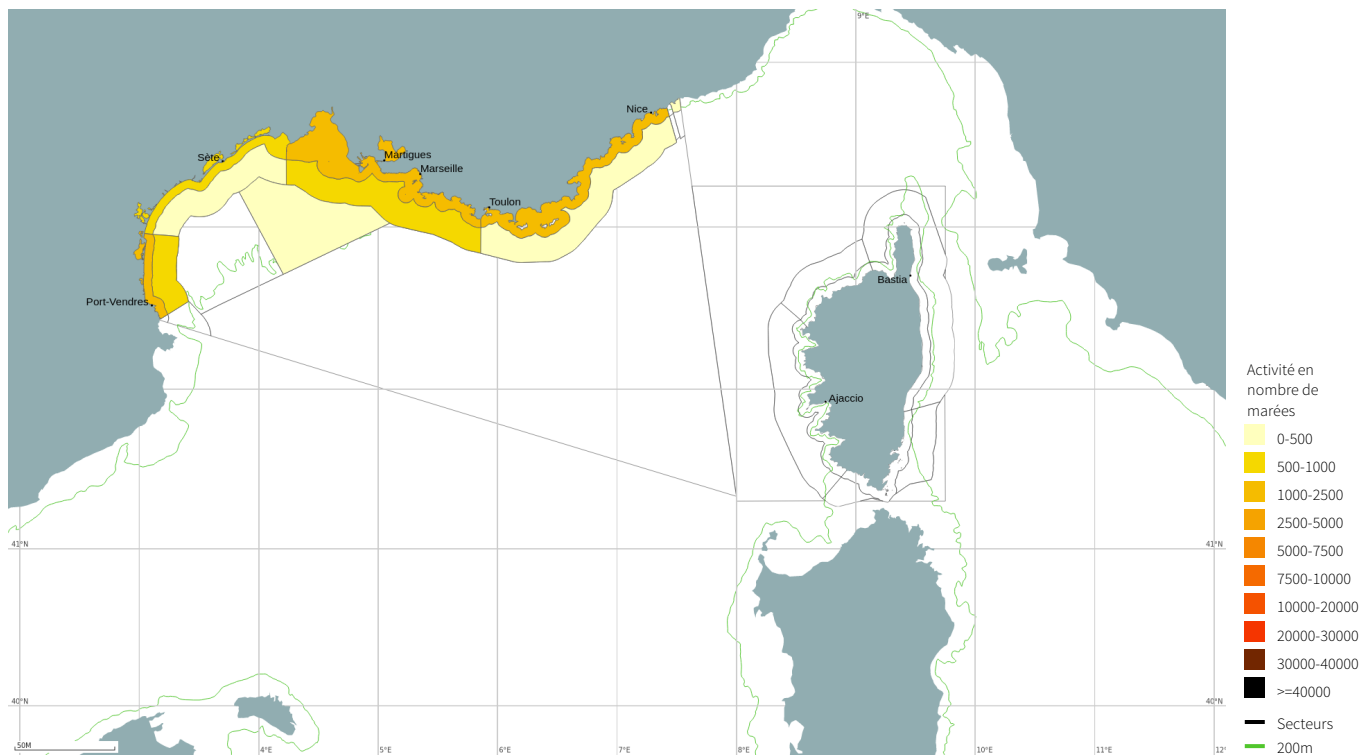 9°E
Nice
Sète
Martigues
Marseille
Toulon
Port-Vendres
Bastia
Ajaccio
41°N
41°N
40°N
40°N
50M
4°E
5°E
6°E
7°E
8°E
10°E
11°E
12°E
Activité en
nombre de
marées
0-500
500-1000
1000-2500
2500-5000
5000-7500
7500-10000
10000-20000
20000-30000
30000-40000
>=40000
Secteurs
200m